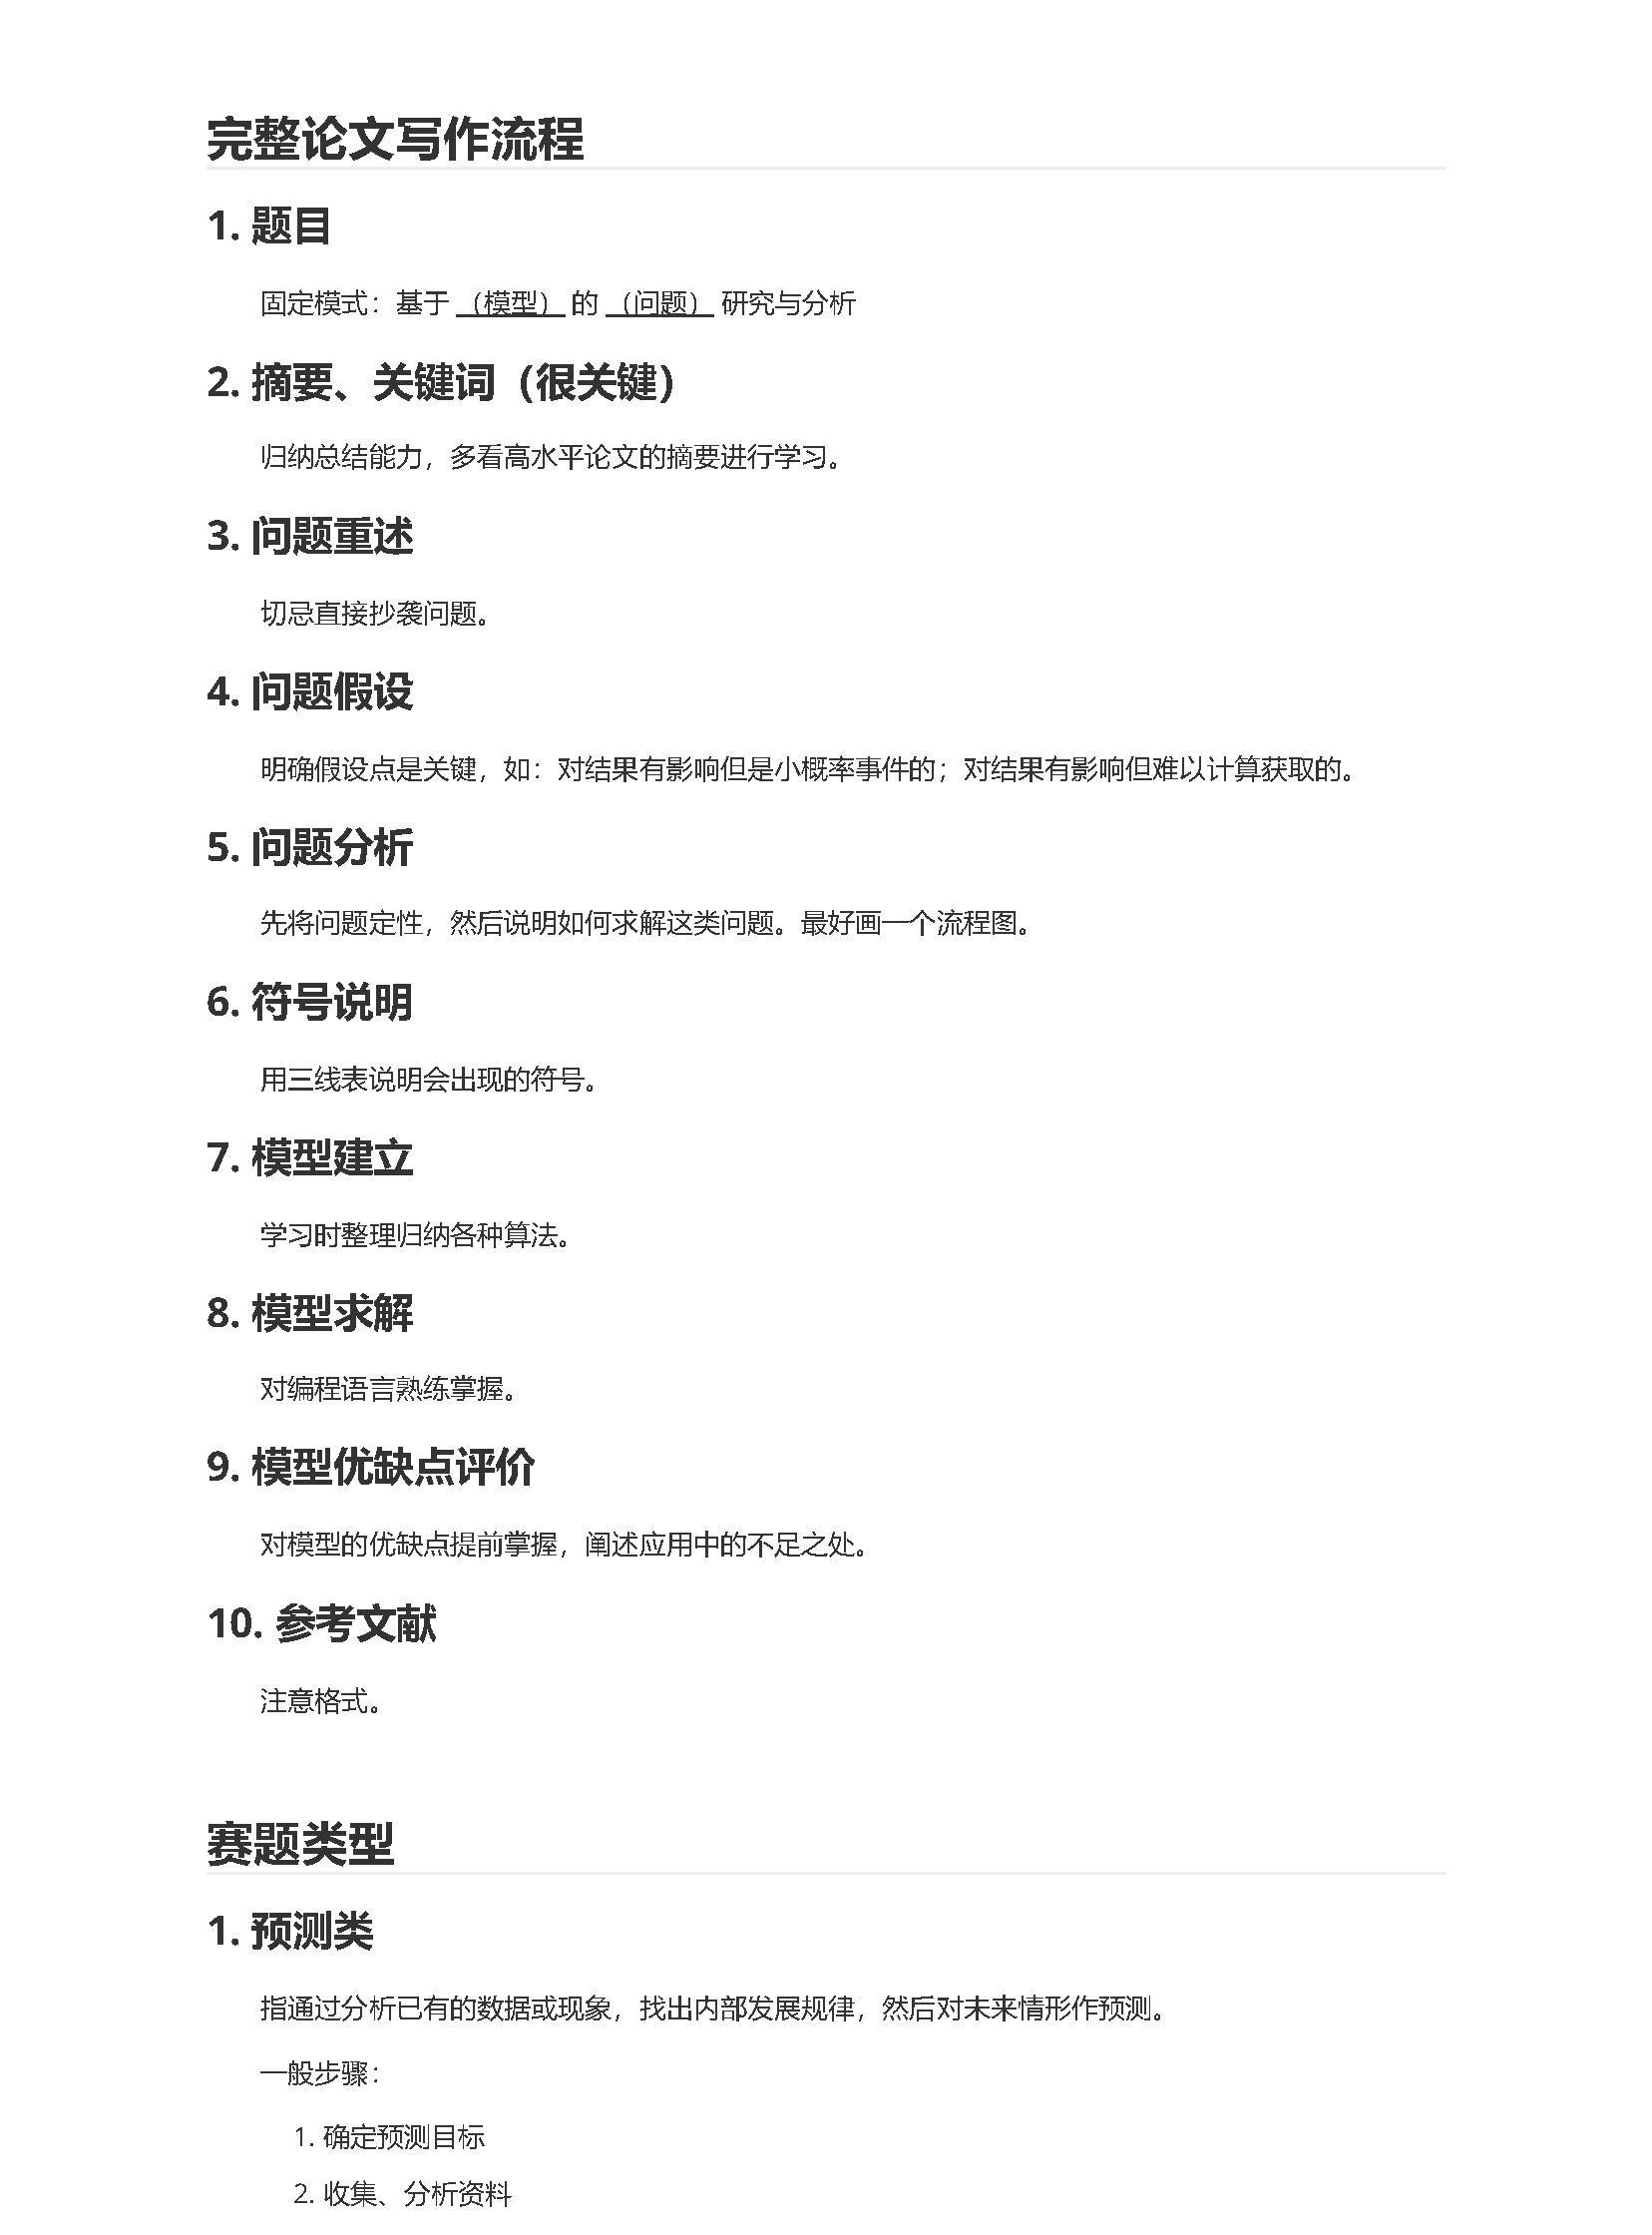 完整论文写作流程
1. 题目
固定模式：基于 （模型） 的 （问题） 研究与分析
2. 摘要、关键词（很关键）
归纳总结能力，多看高水平论文的摘要进行学习。
3. 问题重述
切忌直接抄袭问题。
4. 问题假设
明确假设点是关键，如：对结果有影响但是小概率事件的；对结果有影响但难以计算获取的。
5. 问题分析
先将问题定性，然后说明如何求解这类问题。最好画一个流程图。
6. 符号说明
用三线表说明会出现的符号。
7. 模型建立
学习时整理归纳各种算法。
8. 模型求解
对编程语言熟练掌握。
9. 模型优缺点评价
对模型的优缺点提前掌握，阐述应用中的不足之处。
10. 参考文献
注意格式。
赛题类型
1. 预测类
指通过分析已有的数据或现象，找出内部发展规律，然后对未来情形作预测。
一般步骤：
1. 确定预测目标
2. 收集、分析资料